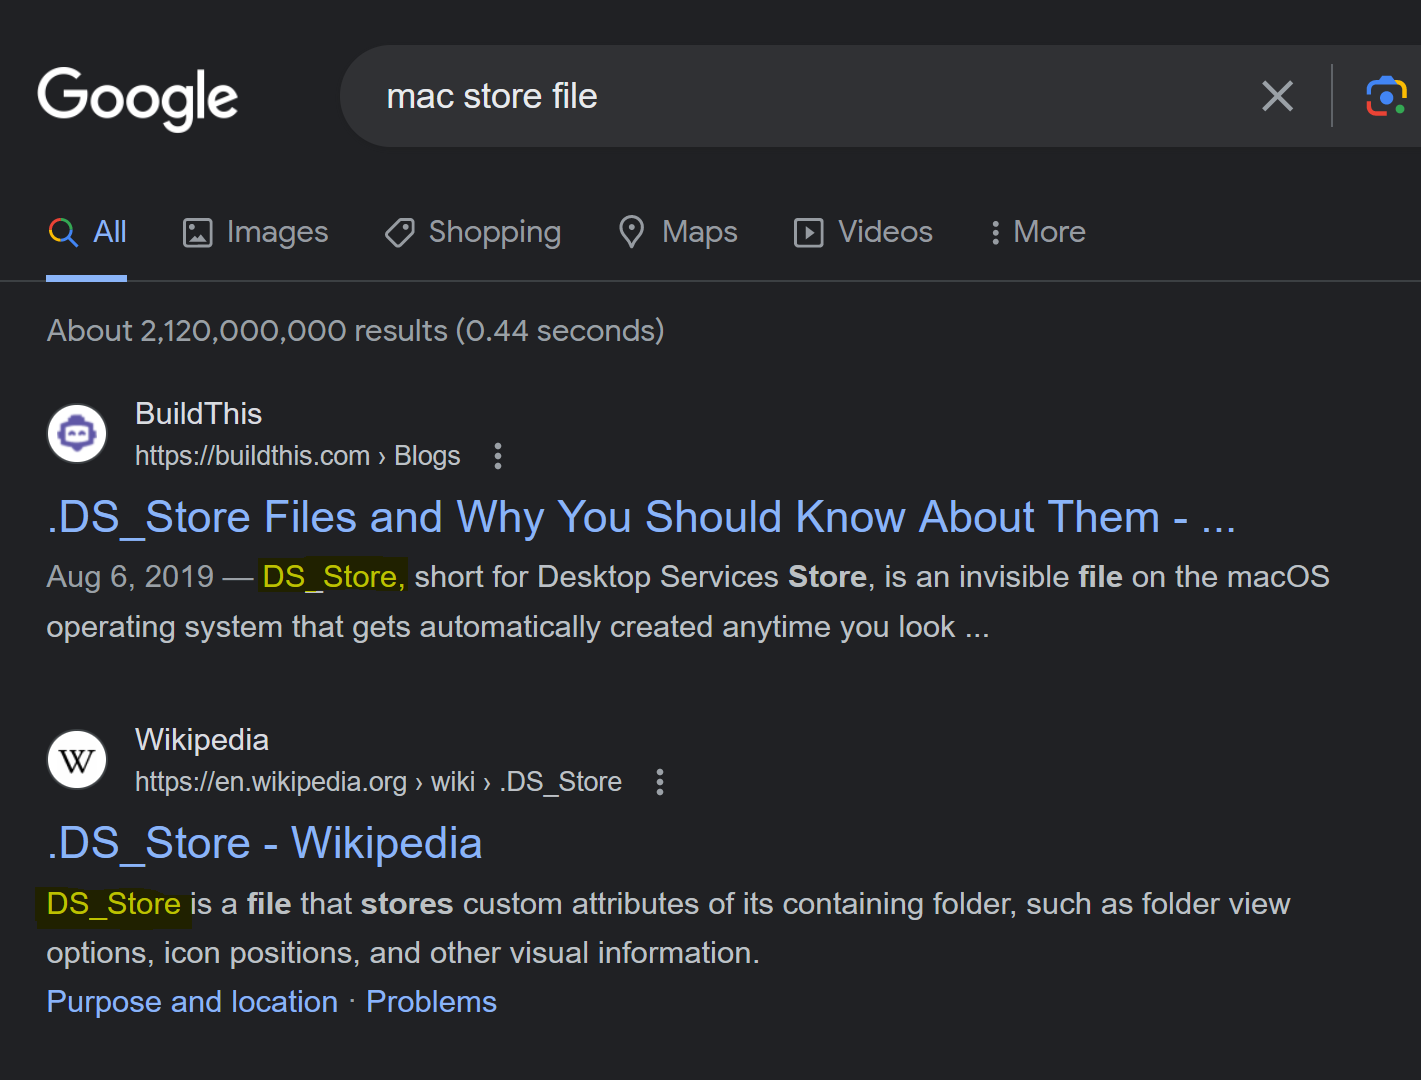 Google
mac store file
All
Images
Shopping
Maps
Videos
More
About 2,120,000,000 results (0.44 seconds)
BuildThis
https://buildthis.com › Blogs
.DS_Store Files and Why You Should Know About Them - ...
Aug 6, 2019 — DS_Store, short for Desktop Services Store, is an invisible file on the macOS
operating system that gets automatically created anytime you look ...
W
Wikipedia
https://en.wikipedia.org › wiki › .DS_Store
.DS_Store - Wikipedia
DS_Store is a file that stores custom attributes of its containing folder, such as folder view
options, icon positions, and other visual information.
Purpose and location · Problems